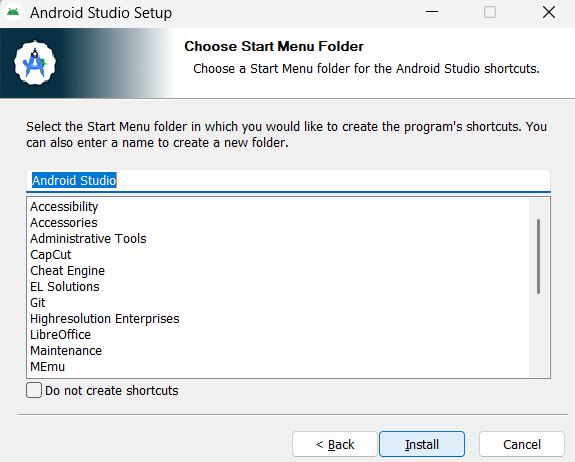 Android Studio Setup
Choose Start Menu Folder
Choose a Start Menu folder for the Android Studio shortcuts.
Select the Start Menu folder in which you would like to create the program's shortcuts. You
can also enter a name to create a new folder.
Android Studio
Accessibility
Accessories
Administrative Tools
CapCut
Cheat Engine
EL Solutions
Git
Highresolution Enterprises
LibreOffice
Maintenance
MEmu
Do not create shortcuts
< Back
Install
Cancel